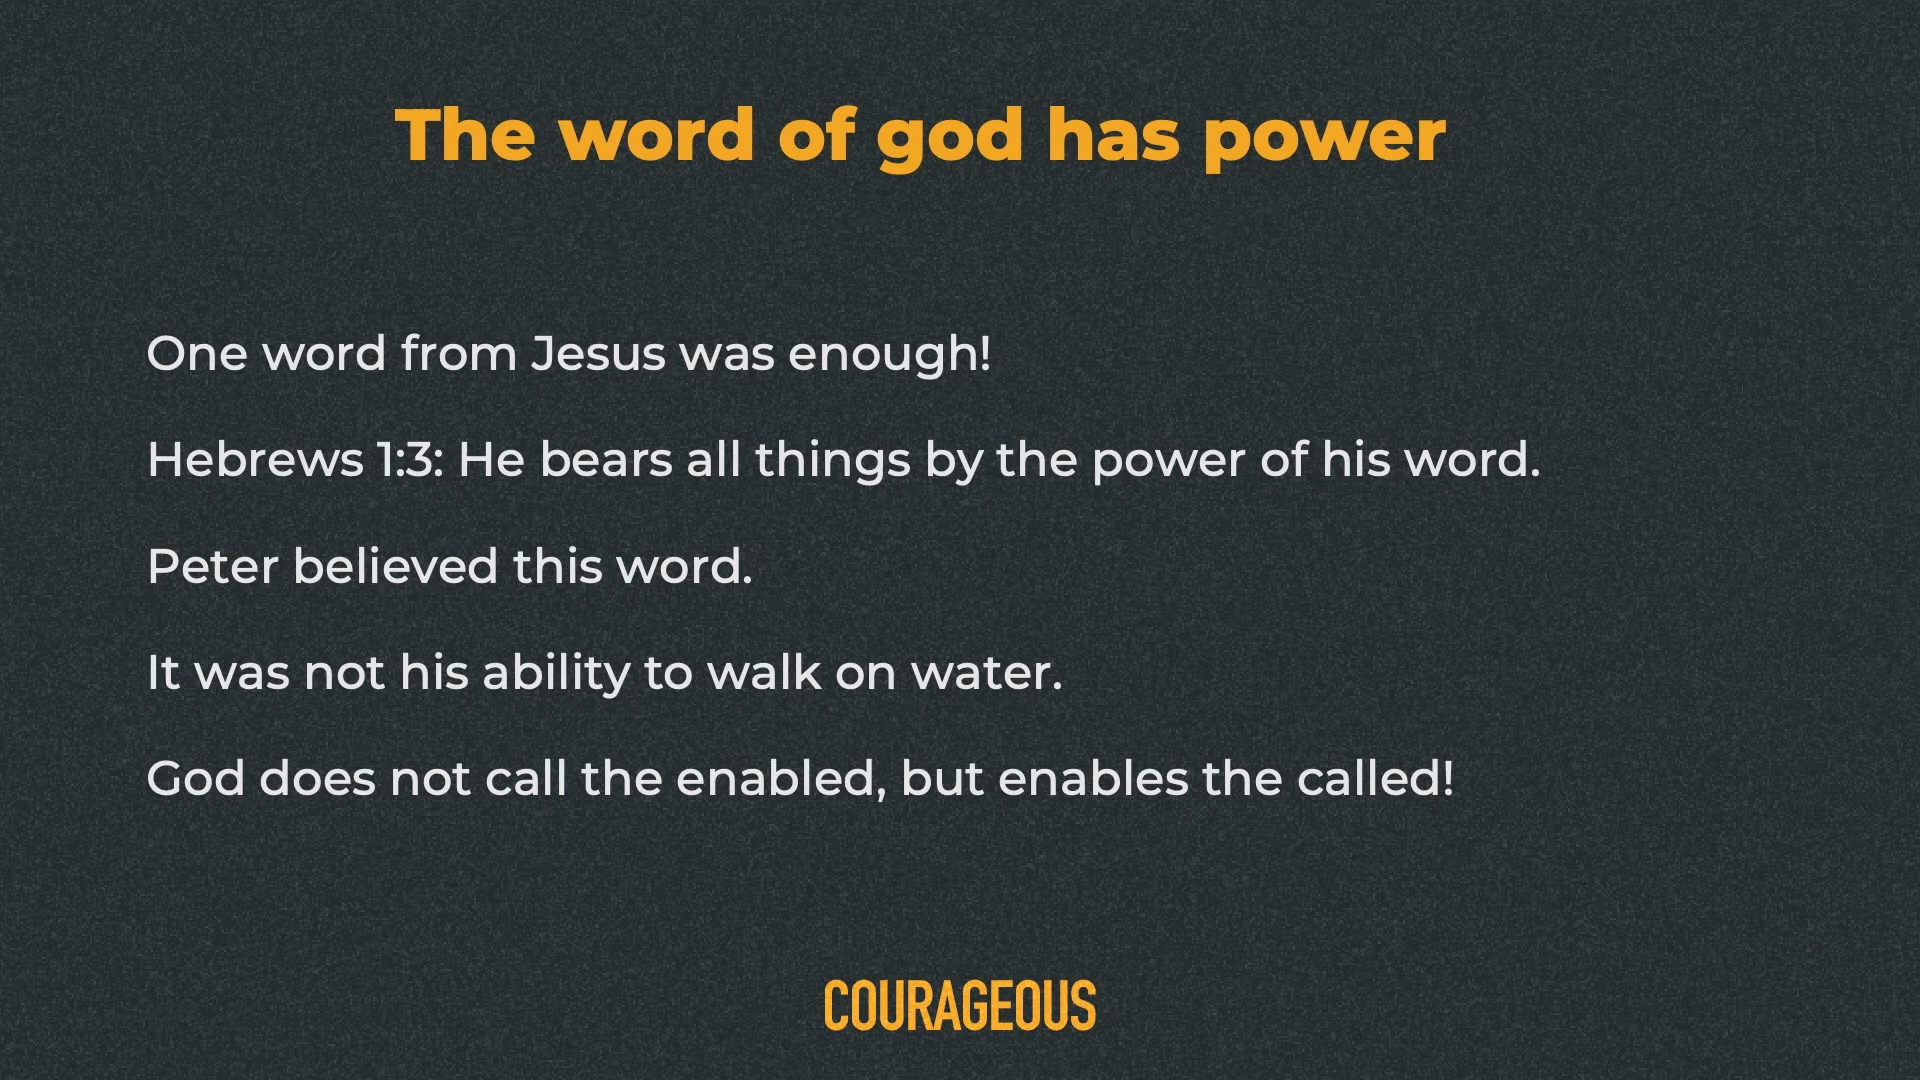 The word of god has power
One word from Jesus was enough!
Hebrews 1:3: He bears all things by the power of his word.
Peter believed this word.
It was not his ability to walk on water.
God does not call the enabled, but enables the called!
COURAGEOUS